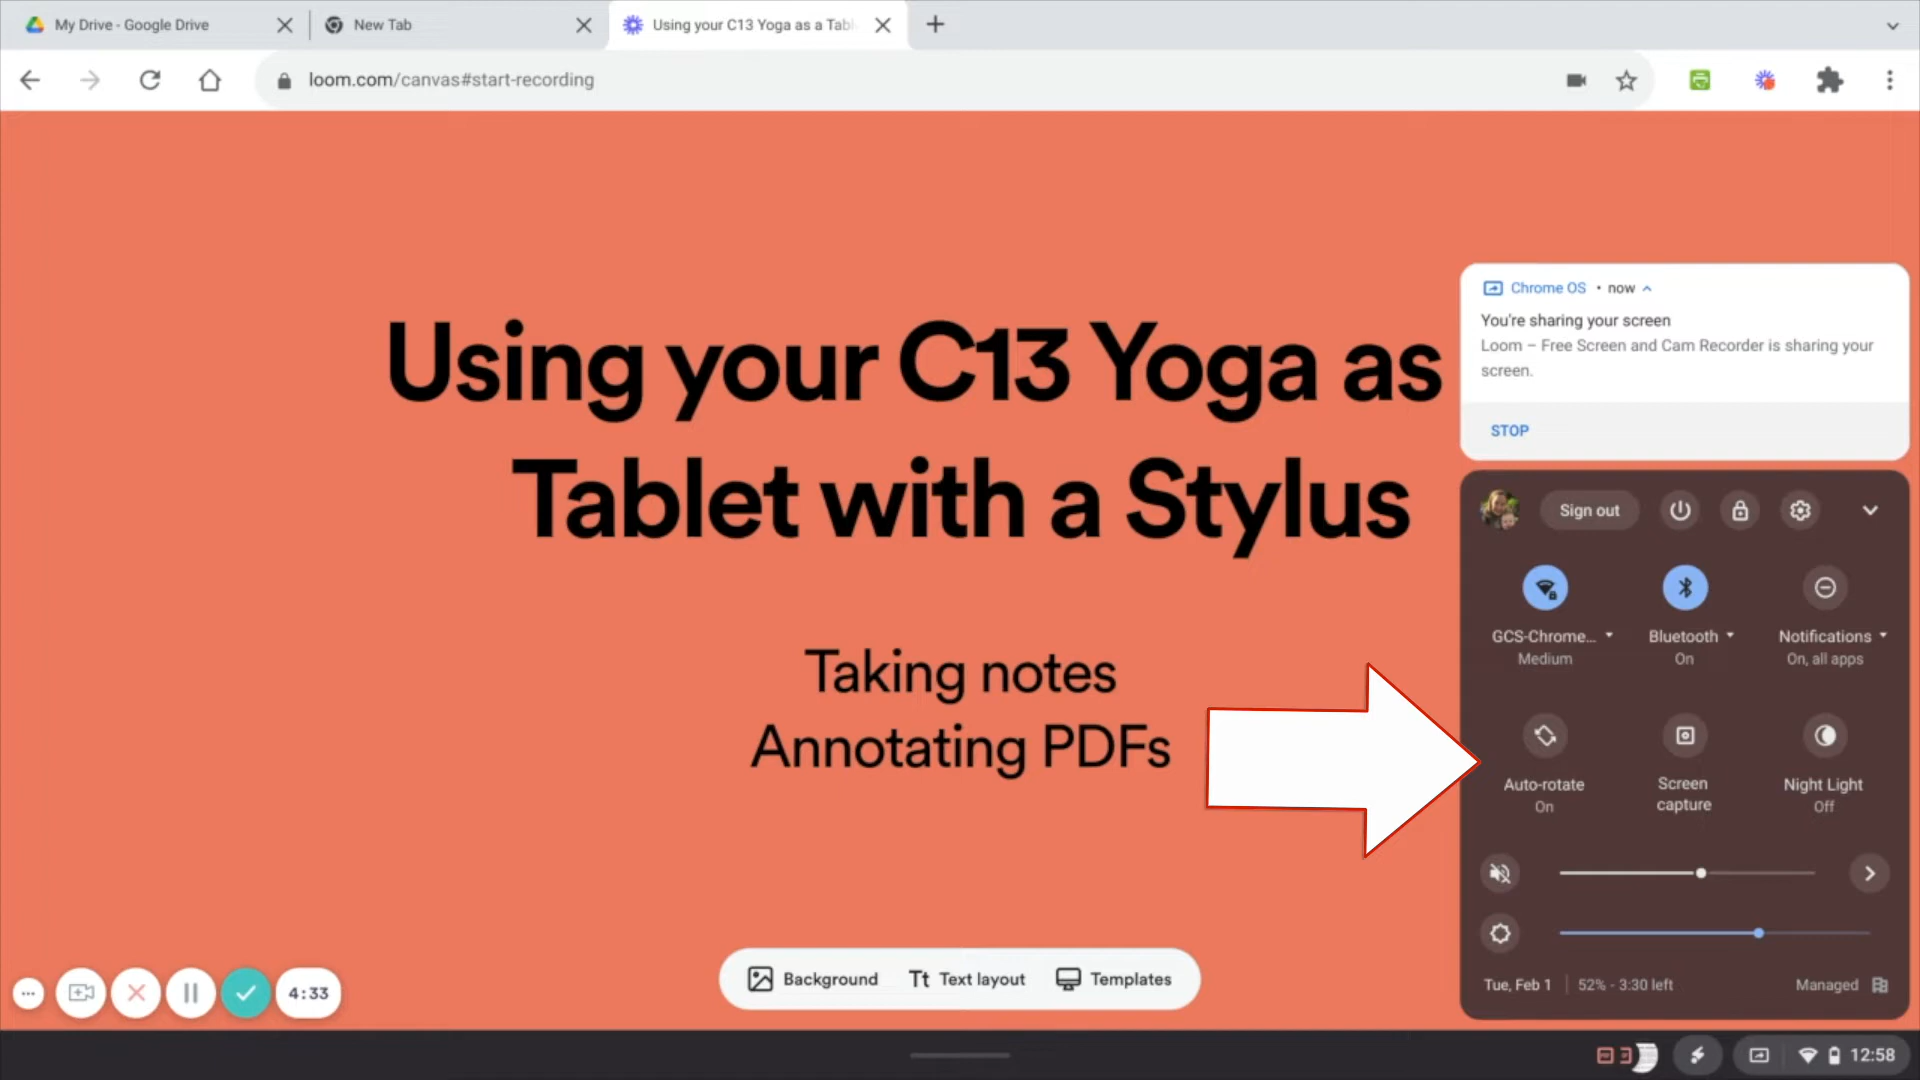 My Drive - Google Drive
New Tab
Using your C13 Yoga as a Tabl
loom.com/canvas#start-recording
Using your C13 Yoga as
Tablet with a Stylus
Taking notes
Annotating PDFs
Chrome OS • now
You're sharing your screen
Loom – Free Screen and Cam Recorder is sharing your
screen.
STOP
Sign out
GCS-Chrome...
Medium
Bluetooth
On
Notifications
On, all apps
Auto-rotate
On
Screen
capture
Night Light
Off
Tue, Feb 1
52% - 3:30 left
Managed
4:33
Background
Tt Text layout
Templates
12:58